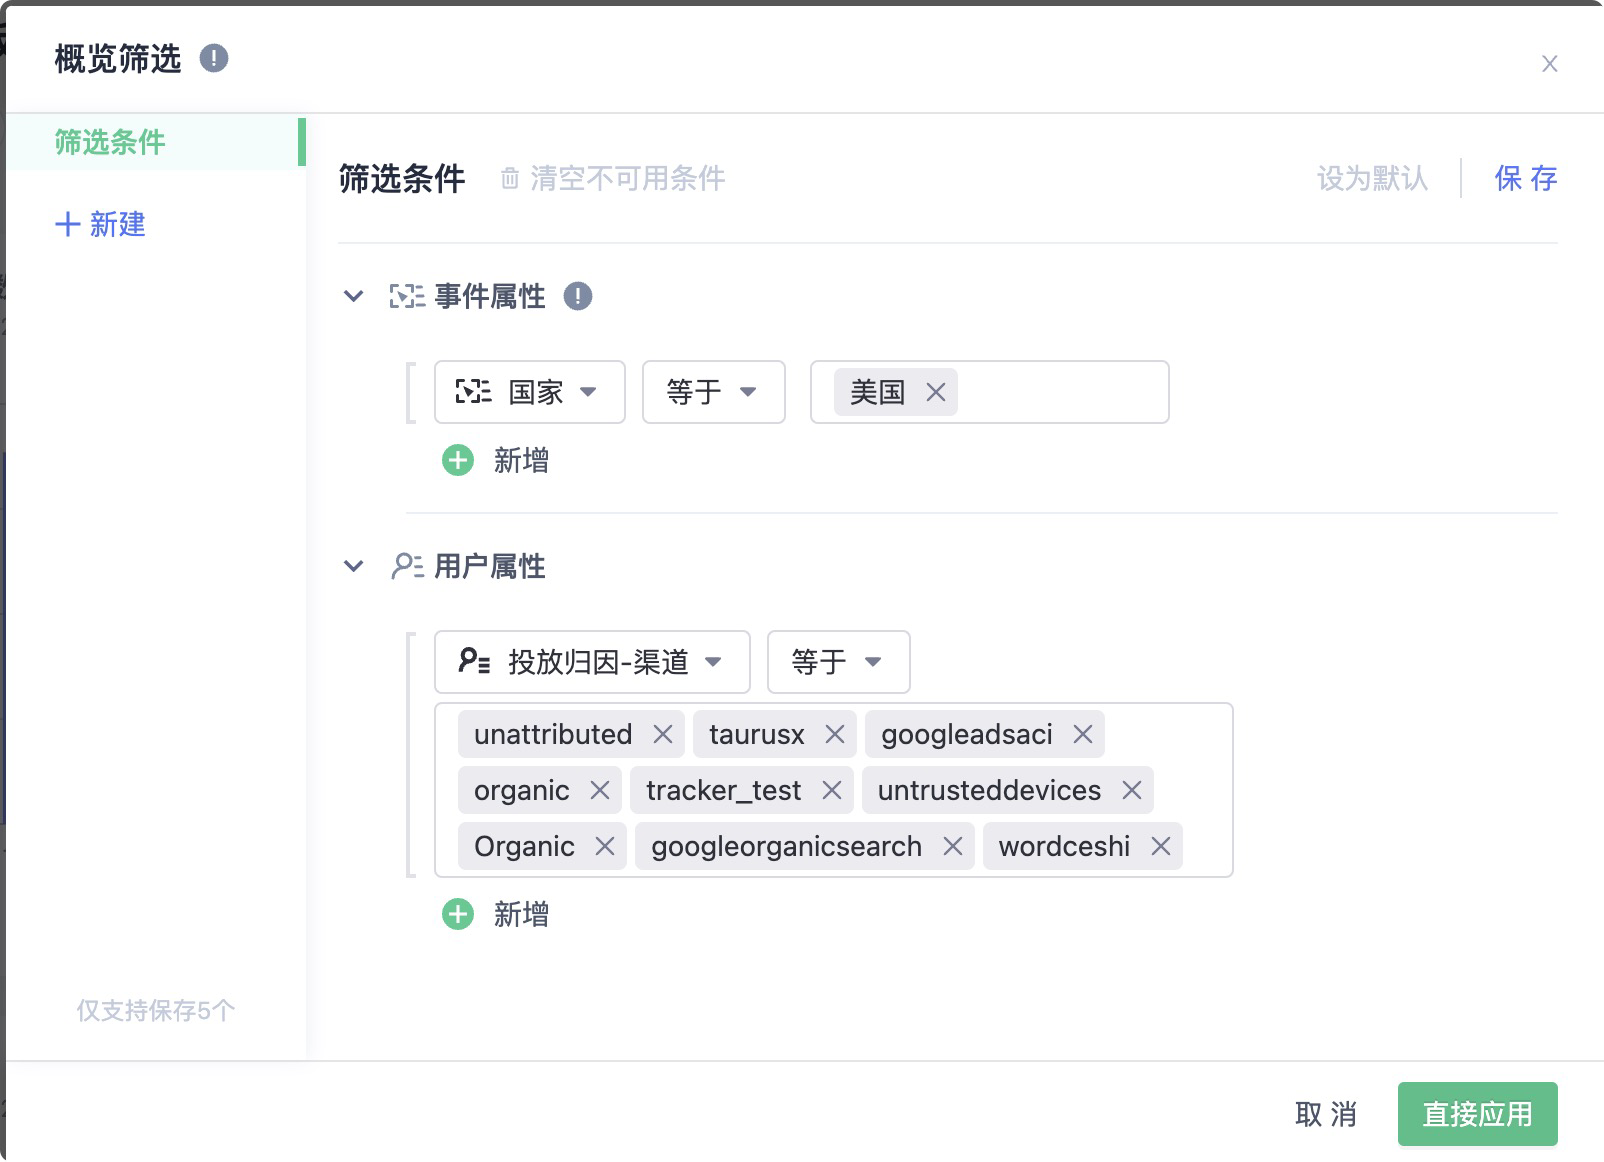 概览筛选
筛选条件
新建
仅支持保存5个
筛选条件 清空不可用条件 设为默认 保存
事件属性
国家 等于 美国
新增
用户属性
投放归因-渠道 等于
unattributed taurusx googleadsaci
organic tracker_test untrusteddevices
Organic googleorganicsearch wordceshi
新增
取消 直接应用